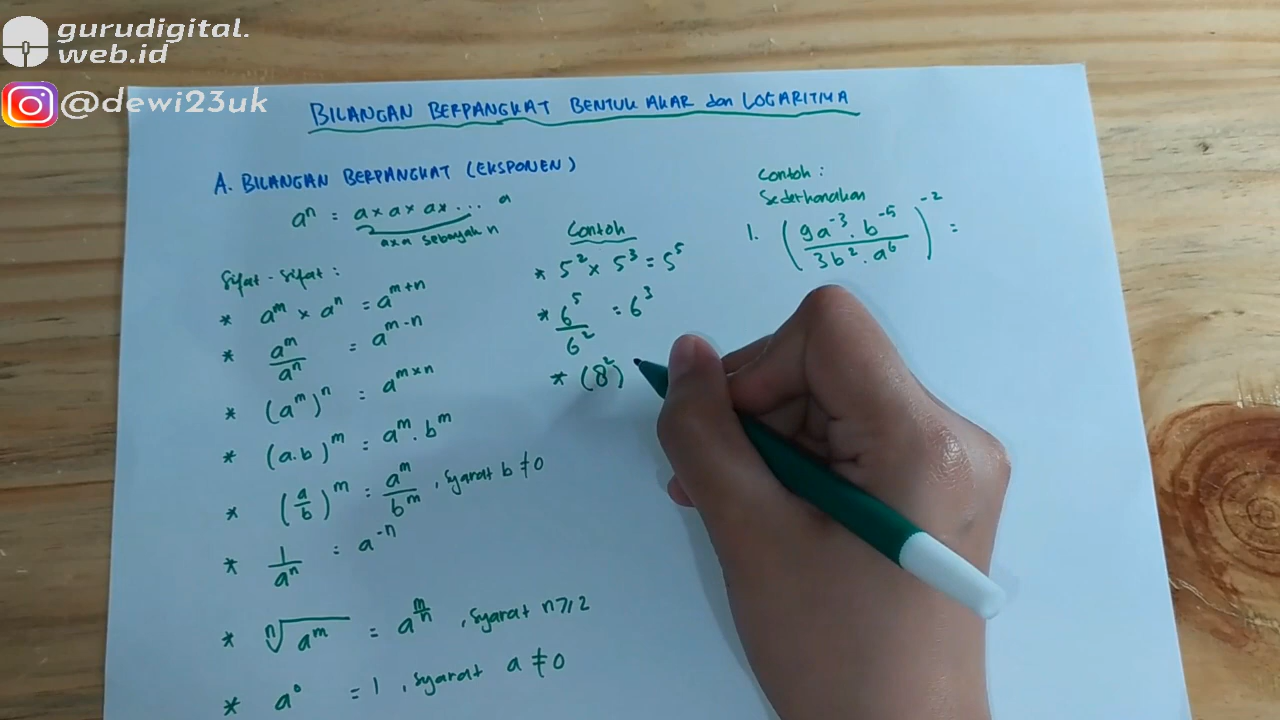 gurudigital.
web.id
@dewi23uk
BILANGAN BERPANGKAT BENTUK AKAR dan LOGARITMA
A. BILANGAN BERPANGKAT (EKSPONEN)
aⁿ = a × a × a × ... a
axa sebanyak n
Sifat-Sifat :
* aᵐ × aⁿ = aᵐ⁺ⁿ
* aᵐ/aⁿ = aᵐ⁻ⁿ
* (aᵐ)ⁿ = aᵐˣⁿ
* (a.b)ᵐ = aᵐ . bᵐ
* (a/b)ᵐ = aᵐ/bᵐ , syarat b ≠ 0
* 1/aⁿ = a⁻ⁿ
* ⁿ√aᵐ = a^(m/n) , syarat n ≥ 2
* a⁰ = 1 , syarat a ≠ 0
Contoh
* 5² × 5³ = 5⁵
* 6⁵/6² = 6³
* (8²)
Contoh :
Sederhanakan
1. (9a⁻³ . b⁻⁵ / 3b² . a⁶)⁻² =